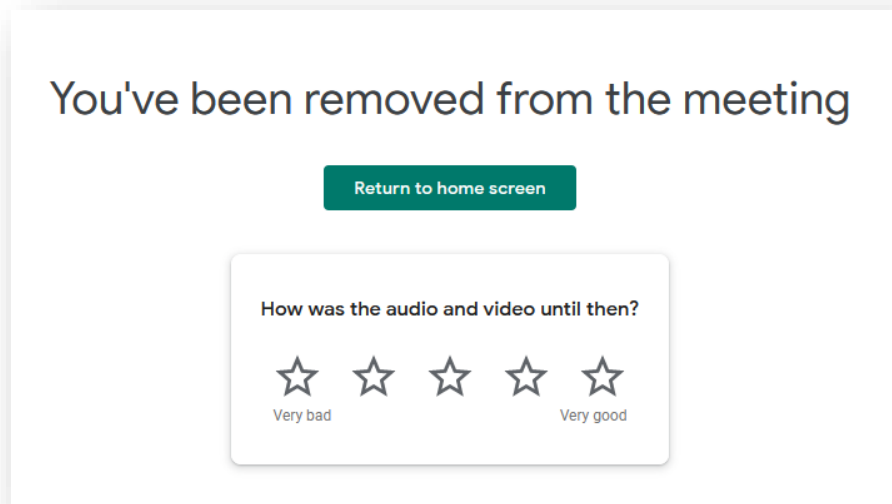 You've been removed from the meeting
Return to home screen
How was the audio and video until then?
Very bad
Very good